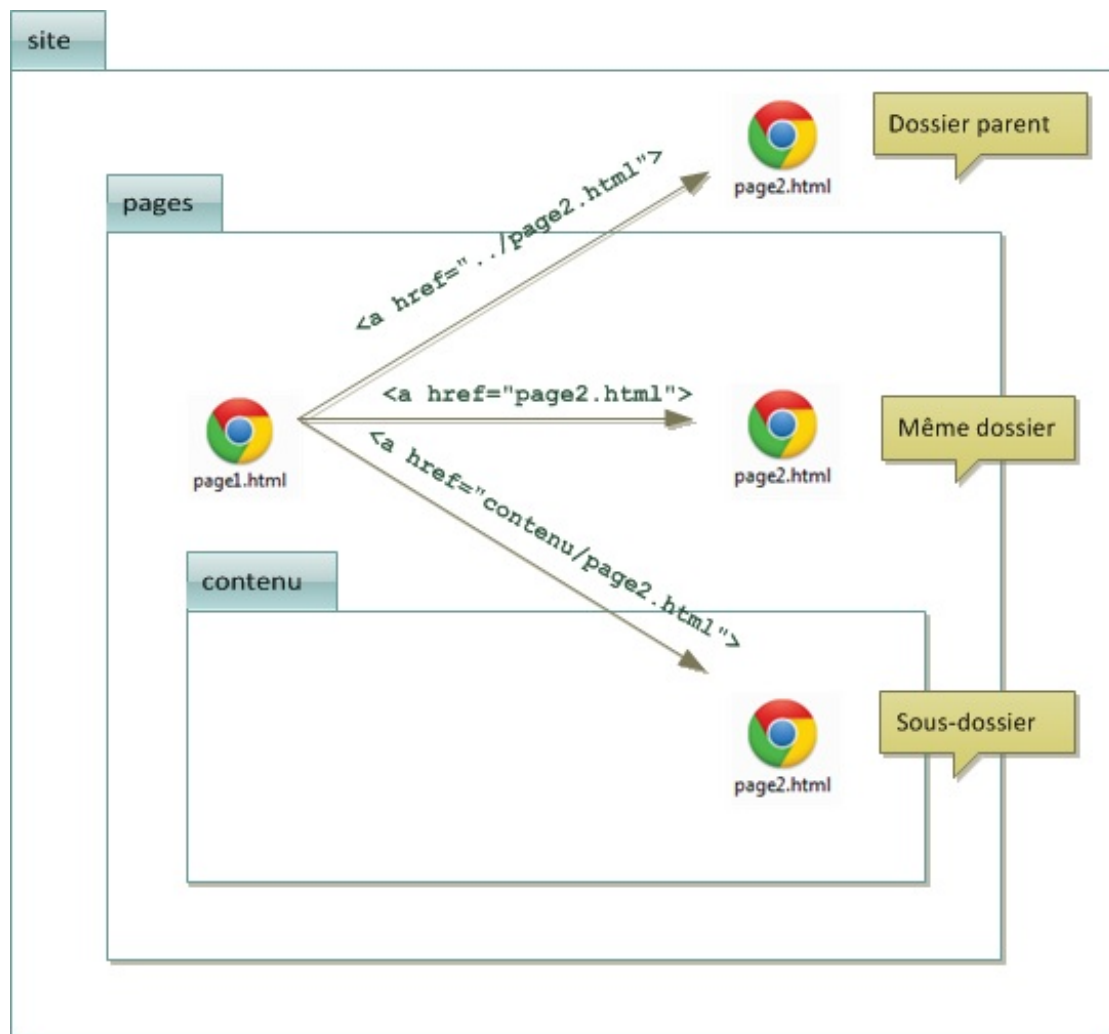 site
Dossier parent
page2.html
pages
<a href="../page2.html">
<a href="page2.html">
Même dossier
page1.html
page2.html
<a href="contenu/page2.html">
contenu
Sous-dossier
page2.html